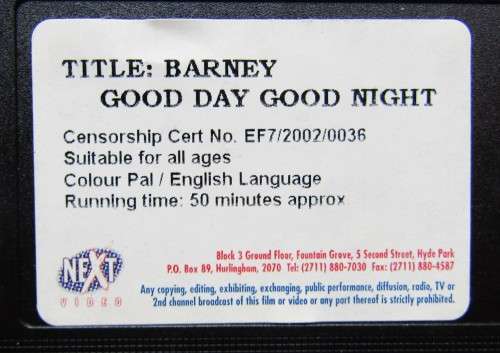 TITLE: BARNEY
GOOD DAY GOOD NIGHT
Censorship Cert No. EF7/2002/0036
Suitable for all ages
Colour Pal / English Language
Running time: 50 minutes approx
NEXT
VIDEO
Block 3 Ground Floor, Fountain Grove, 5 Second Street, Hyde Park
P.O. Box 89, Hurlingham, 2070 Tel: (2711) 880-7030 Fax: (2711) 880-4587
Any copying, editing, exhibiting, exchanging, public performance, diffusion, radio, TV or
2nd channel broadcast of this film or video or any part thereof is strictly prohibited.